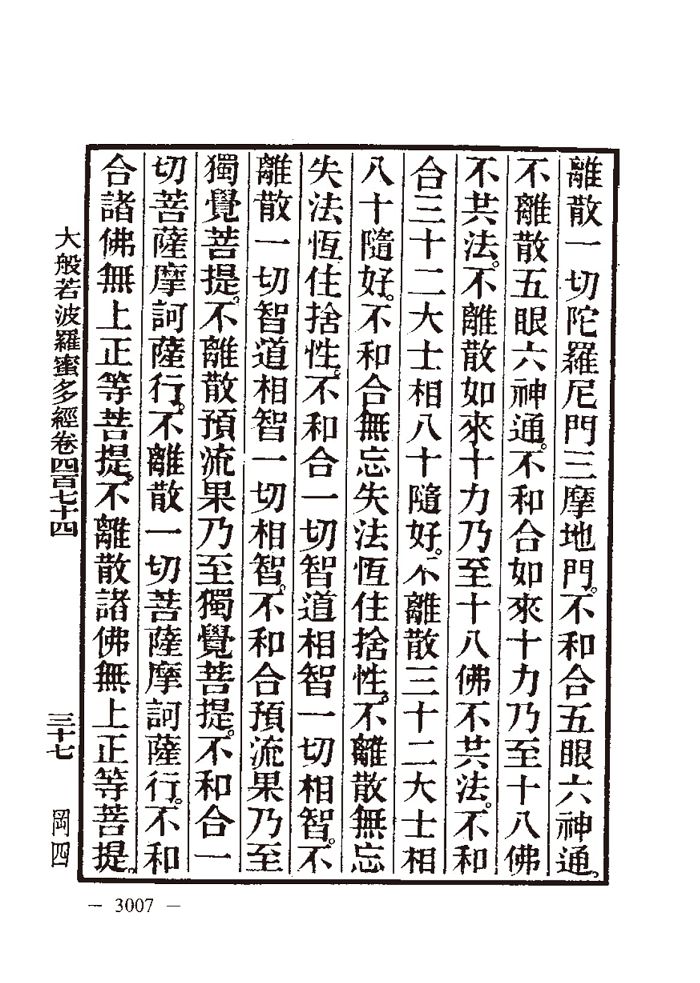 離散一切陀羅尼門三摩地門。不和合五眼六神通。
不離散五眼六神通。不和合如來十力乃至十八佛
不共法。不離散如來十力乃至十八佛不共法。不和
合三十二大士相八十隨好。不離散三十二大士相
八十隨好。不和合無忘失法恆住捨性。不離散無忘
失法恆住捨性。不和合一切智道相智一切相智。不
離散一切智道相智一切相智。不和合預流果乃至
獨覺菩提。不離散預流果乃至獨覺菩提。不和合一
切菩薩摩訶薩行。不離散一切菩薩摩訶薩行。不和
合諸佛無上正等菩提。不離散諸佛無上正等菩提。
大般若波羅蜜多經卷四百七十四 三十七 岡四
— 3007 —